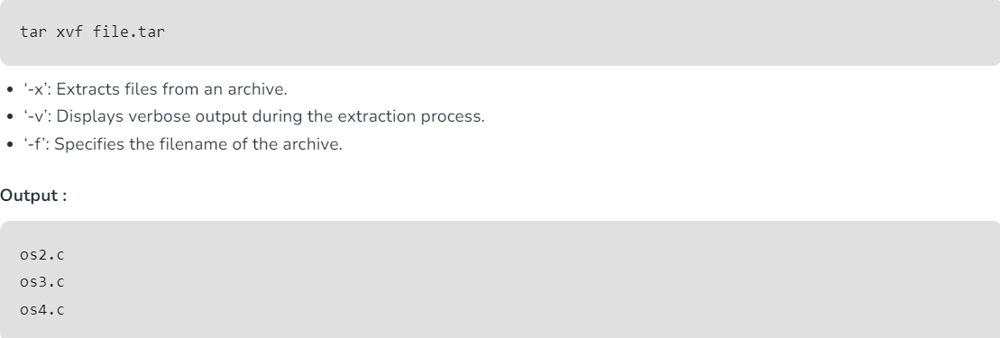 tar xvf file.tar
• ‘-x’: Extracts files from an archive.
• ‘-v’: Displays verbose output during the extraction process.
• ‘-f’: Specifies the filename of the archive.
Output :
os2.c
os3.c
os4.c